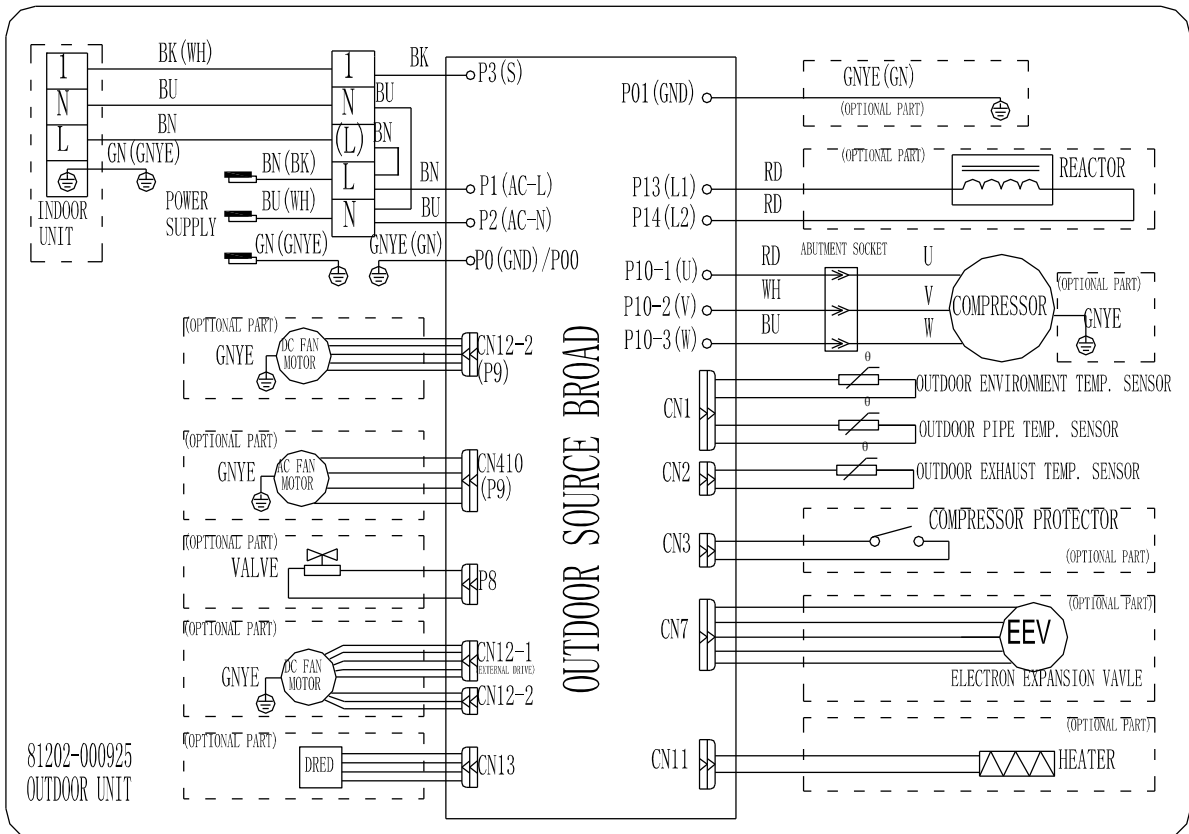 BK(WH)
BU
BN
GN(GNYE)
1
N
L
INDOOR
UNIT
1
N
(L)
L
N
BK
BU
BN
BN
BU
BN(BK)
BU(WH)
GN(GNYE)
GNYE(GN)
POWER
SUPPLY
P3(S)
P1(AC-L)
P2(AC-N)
P0(GND)/P00
(OPTIONAL PART)
GNYE
DC FAN
MOTOR
CN12-2
(P9)
(OPTIONAL PART)
GNYE
AC FAN
MOTOR
CN410
(P9)
(OPTIONAL PART)
VALVE
P8
(OPTIONAL PART)
GNYE
DC FAN
MOTOR
CN12-1
(EXTERNAL DRIVE)
CN12-2
(OPTIONAL PART)
DRED
CN13
81202-000925
OUTDOOR UNIT
OUTDOOR SOURCE BROAD
P01(GND)
GNYE(GN)
(OPTIONAL PART)
(OPTIONAL PART)
P13(L1)
RD
REACTOR
P14(L2)
RD
ABUTMENT SOCKET
P10-1(U)
RD
U
P10-2(V)
WH
V
P10-3(W)
BU
W
COMPRESSOR
(OPTIONAL PART)
GNYE
CN1
θ
OUTDOOR ENVIRONMENT TEMP. SENSOR
θ
OUTDOOR PIPE TEMP. SENSOR
CN2
θ
OUTDOOR EXHAUST TEMP. SENSOR
CN3
COMPRESSOR PROTECTOR
(OPTIONAL PART)
CN7
(OPTIONAL PART)
EEV
ELECTRON EXPANSION VAVLE
(OPTIONAL PART)
CN11
HEATER